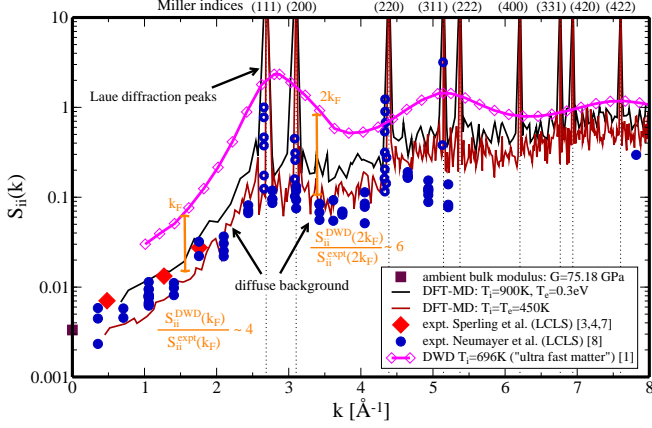 Miller indices (111) (200) (220) (311) (222) (400) (331) (420) (422)
10
1
0.1
0.01
0.001
S_ii(k)
Laue diffraction peaks
2k_F
k_F
S_ii^DWD(2k_F)
S_ii^expt(2k_F)
~ 6
diffuse background
S_ii^DWD(k_F)
S_ii^expt(k_F)
~ 4
ambient bulk modulus: G=75.18 GPa
DFT-MD: T_i=900K, T_e=0.3eV
DFT-MD: T_i=T_e=450K
expt. Sperling et al. (LCLS) [3,4,7]
expt. Neumayer et al. (LCLS) [8]
DWD T_i=696K ("ultra fast matter") [1]
0 1 2 3 4 5 6 7 8
k [Å^-1]